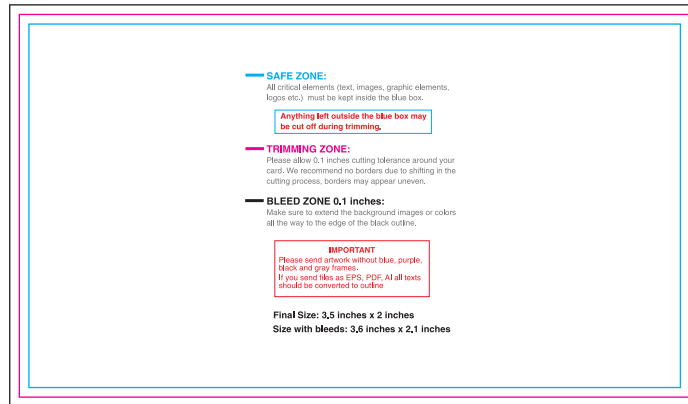 SAFE ZONE:
All critical elements (text, images, graphic elements,
logos etc.) must be kept inside the blue box.
Anything left outside the blue box may
be cut off during trimming.
TRIMMING ZONE:
Please allow 0.1 inches cutting tolerance around your
card. We recommend no borders due to shifting in the
cutting process, borders may appear uneven.
BLEED ZONE 0.1 inches:
Make sure to extend the background images or colors
all the way to the edge of the black outline.
IMPORTANT
Please send artwork without blue, purple,
black and gray frames.
If you send files as EPS, PDF, AI all texts
should be converted to outline
Final Size: 3.5 inches x 2 inches
Size with bleeds: 3.6 inches x 2.1 inches